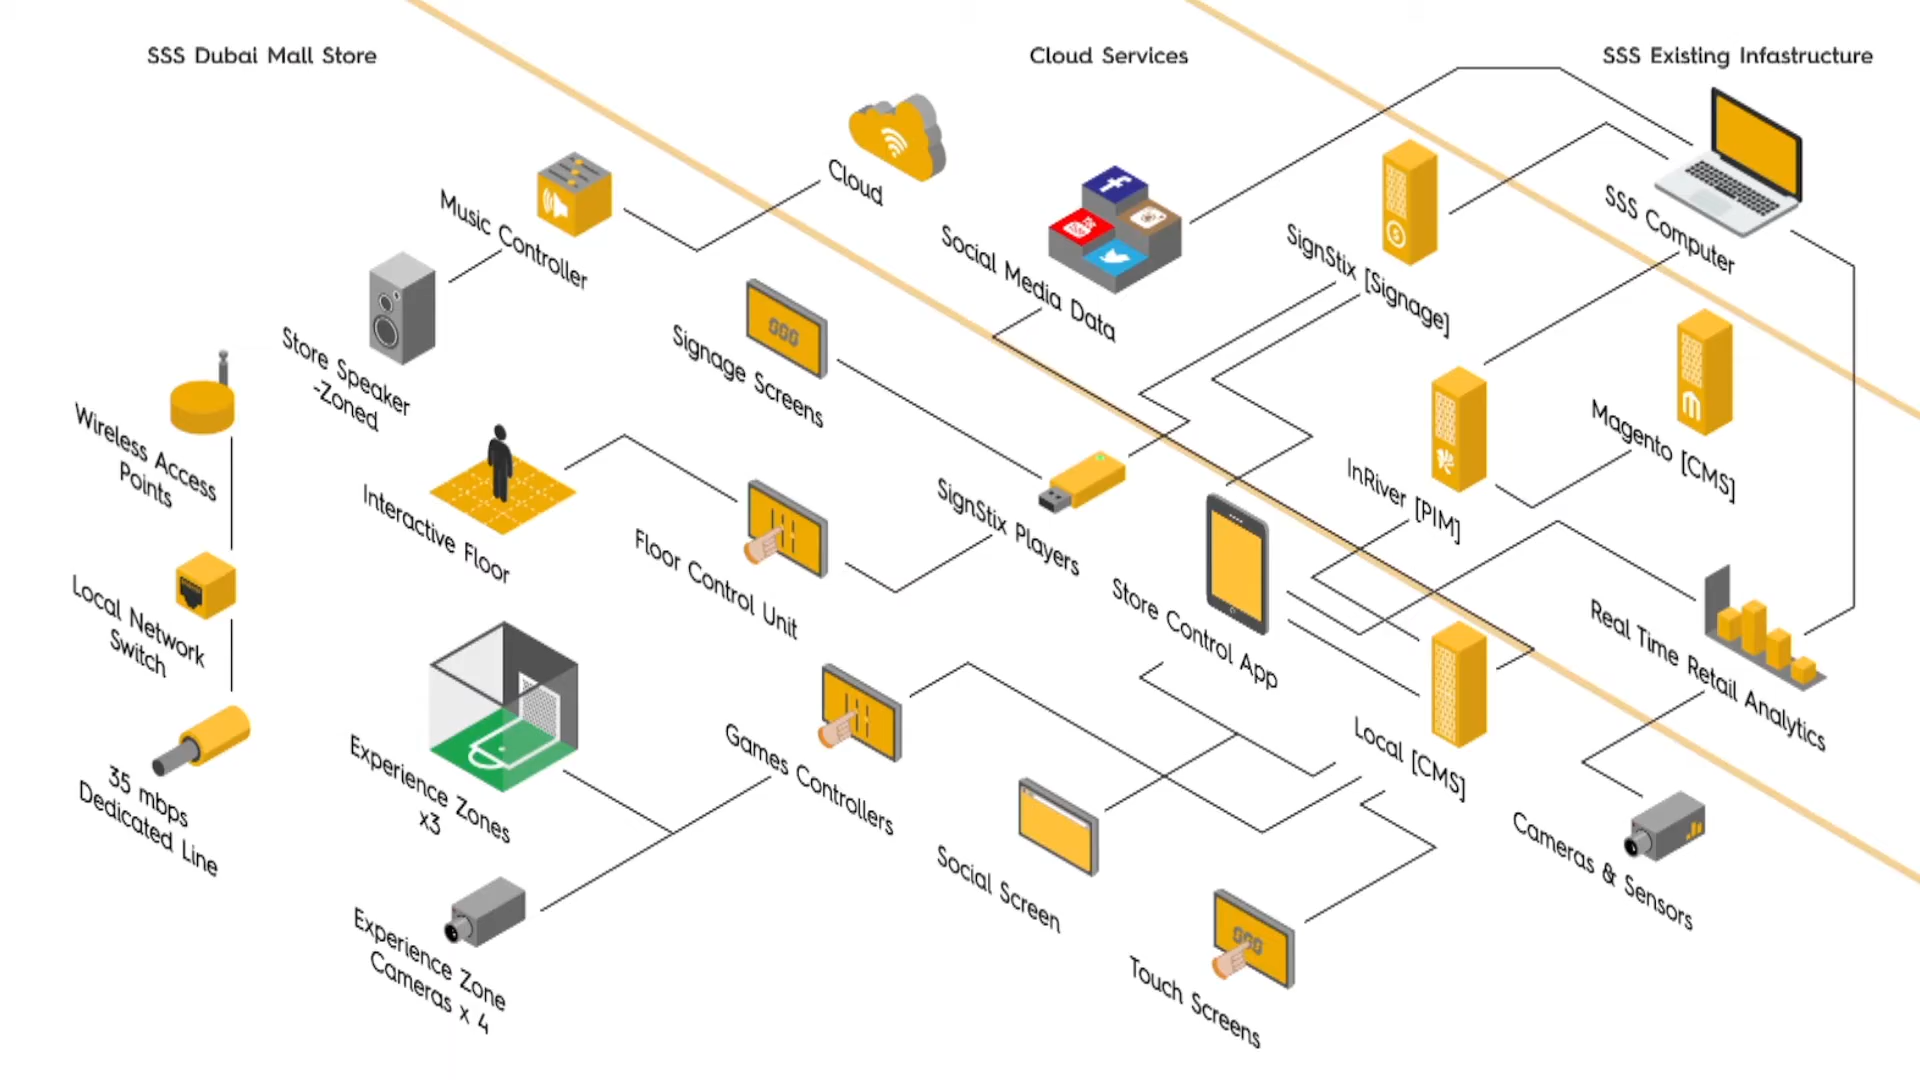 SSS Dubai Mall Store
Cloud Services
SSS Existing Infastructure
Cloud
Music Controller
Social Media Data
SignStix [Signage]
SSS Computer
Store Speaker
-Zoned
Signage Screens
Wireless Access
Points
Interactive Floor
Floor Control Unit
SignStix Players
InRiver [PIM]
Magento [CMS]
Local Network
Switch
Store Control App
Real Time Retail Analytics
35 mbps
Dedicated Line
Experience Zones
x3
Games Controllers
Local [CMS]
Social Screen
Cameras & Sensors
Experience Zone
Cameras x 4
Touch Screens